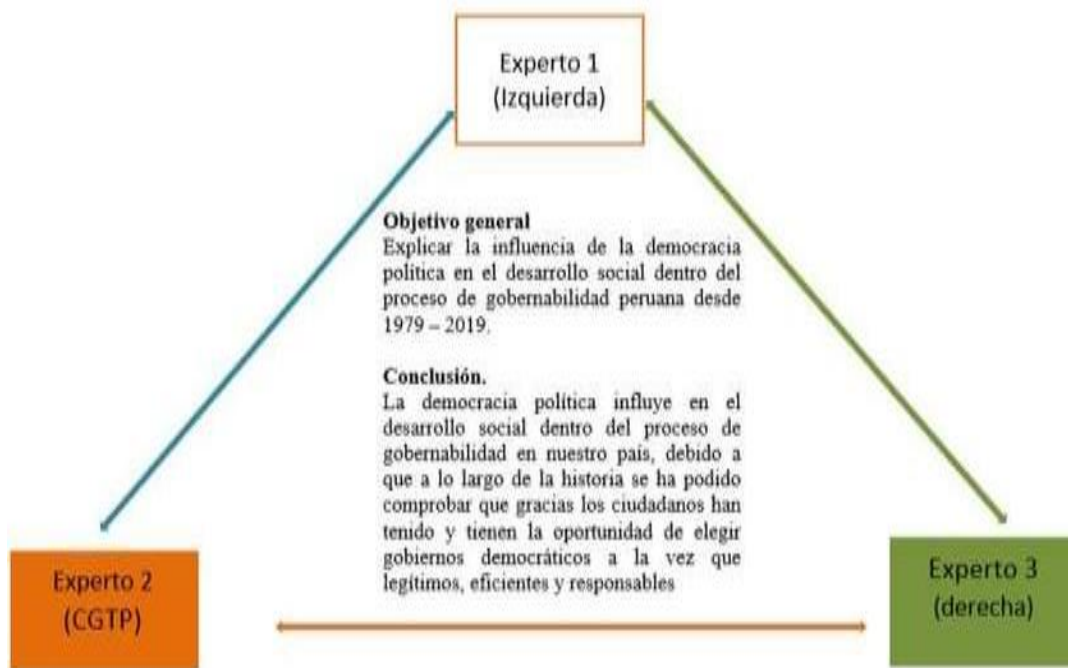 Experto 1
(Izquierda)
Objetivo general
Explicar la influencia de la democracia
política en el desarrollo social dentro del
proceso de gobernabilidad peruana desde
1979 – 2019.
Conclusión.
La democracia política influye en el
desarrollo social dentro del proceso de
gobernabilidad en nuestro país, debido a
que a lo largo de la historia se ha podido
comprobar que gracias los ciudadanos han
tenido y tienen la oportunidad de elegir
gobiernos democráticos a la vez que
legítimos, eficientes y responsables
Experto 2
(CGTP)
Experto 3
(derecha)